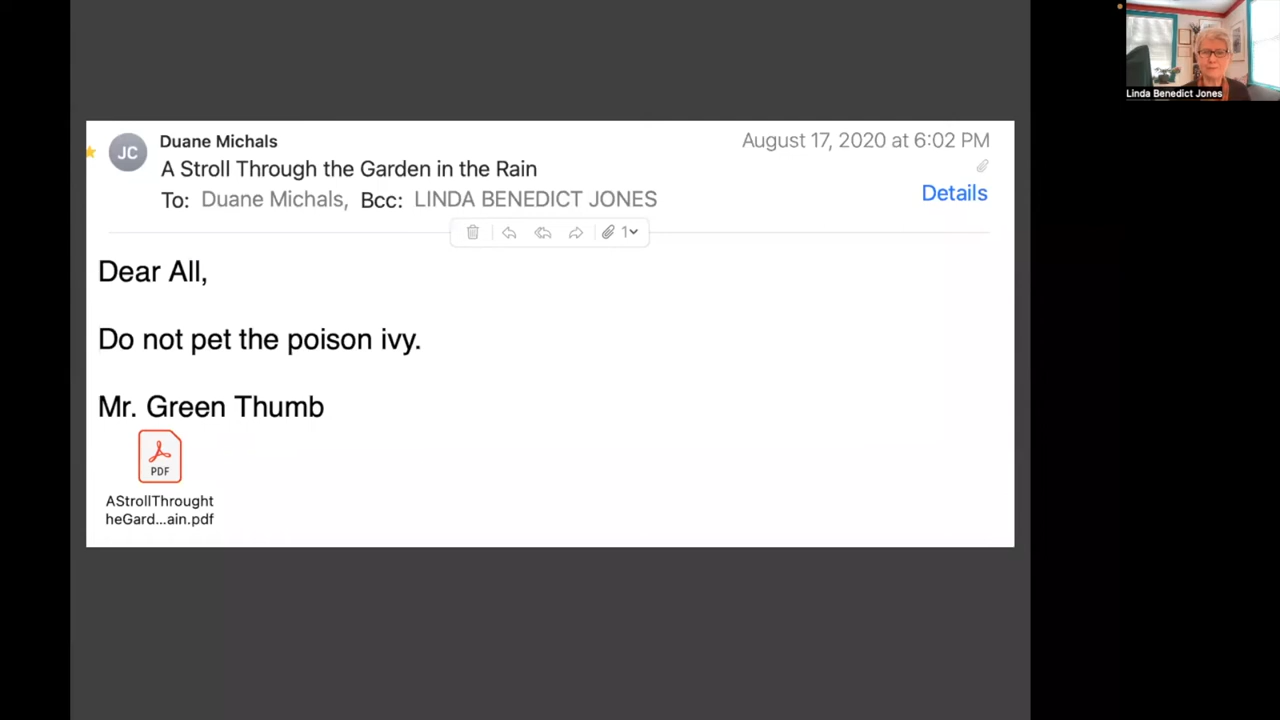 Linda Benedict Jones
JC
Duane Michals
August 17, 2020 at 6:02 PM
A Stroll Through the Garden in the Rain
To: Duane Michals, Bcc: LINDA BENEDICT JONES
Details
1
Dear All,
Do not pet the poison ivy.
Mr. Green Thumb
PDF
AStrollThrought
heGard...ain.pdf